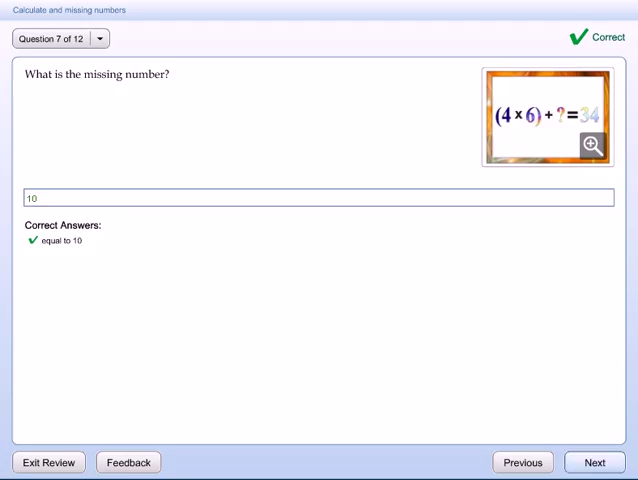 Calculate and missing numbers
Question 7 of 12
Correct
What is the missing number?
(4 × 6) + ? = 34
10
Correct Answers:
equal to 10
Exit Review
Feedback
Previous
Next